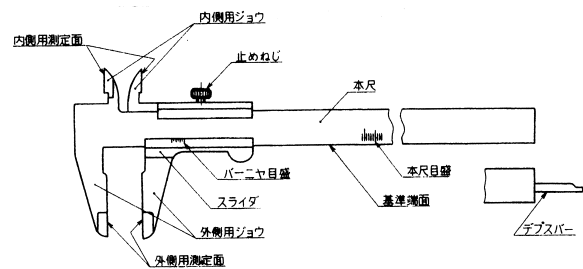 内側用ジョウ
内側用測定面
止めねじ
本尺
バーニヤ目盛
本尺目盛
スライダ
基準端面
外側用ジョウ
デプスバー
外側用測定面